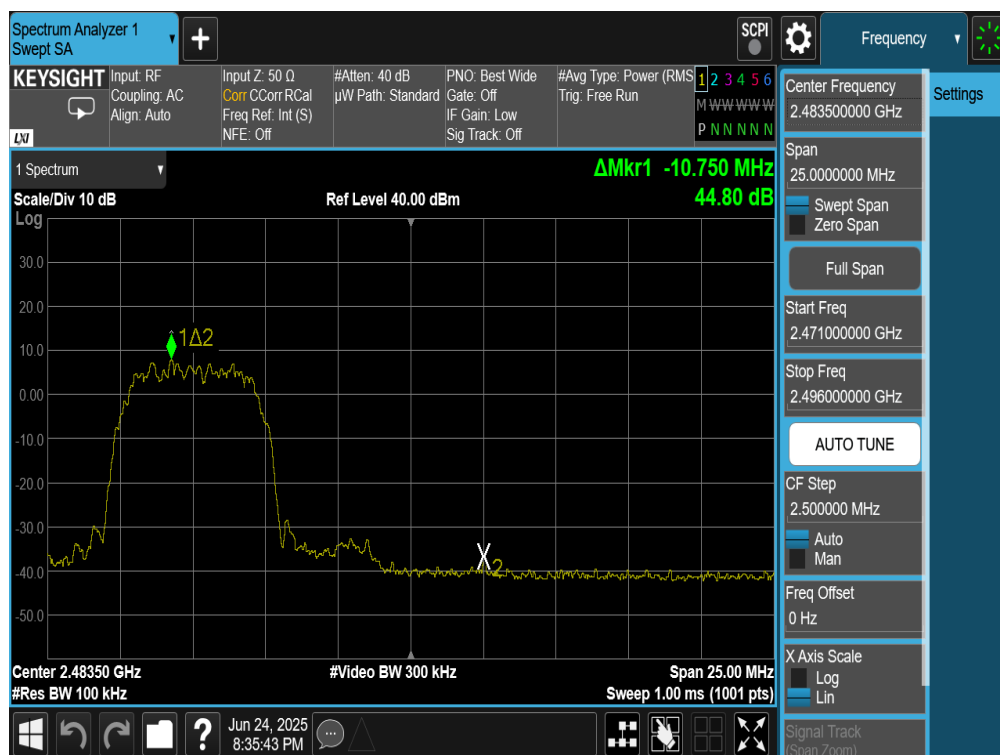 Spectrum Analyzer 1
Swept SA
+
SCPI
Frequency
KEYSIGHT
LXI
Input: RF
Coupling: AC
Align: Auto
Input Z: 50 Ω
Corr CCorr RCal
Freq Ref: Int (S)
NFE: Off
#Atten: 40 dB
µW Path: Standard
PNO: Best Wide
Gate: Off
IF Gain: Low
Sig Track: Off
#Avg Type: Power (RMS
Trig: Free Run
1 2 3 4 5 6
M W W W W W
P N N N N N
1 Spectrum
Scale/Div 10 dB
Ref Level 40.00 dBm
ΔMkr1 -10.750 MHz
44.80 dB
Log
30.0
20.0
10.0
0.00
-10.0
-20.0
-30.0
-40.0
-50.0
1Δ2
X
2
Center 2.48350 GHz
#Video BW 300 kHz
Span 25.00 MHz
#Res BW 100 kHz
Sweep 1.00 ms (1001 pts)
Center Frequency
2.483500000 GHz
Span
25.0000000 MHz
Swept Span
Zero Span
Full Span
Start Freq
2.471000000 GHz
Stop Freq
2.496000000 GHz
AUTO TUNE
CF Step
2.500000 MHz
Auto
Man
Freq Offset
0 Hz
X Axis Scale
Log
Lin
Signal Track
(Span Zoom)
Settings
?
Jun 24, 2025
8:35:43 PM